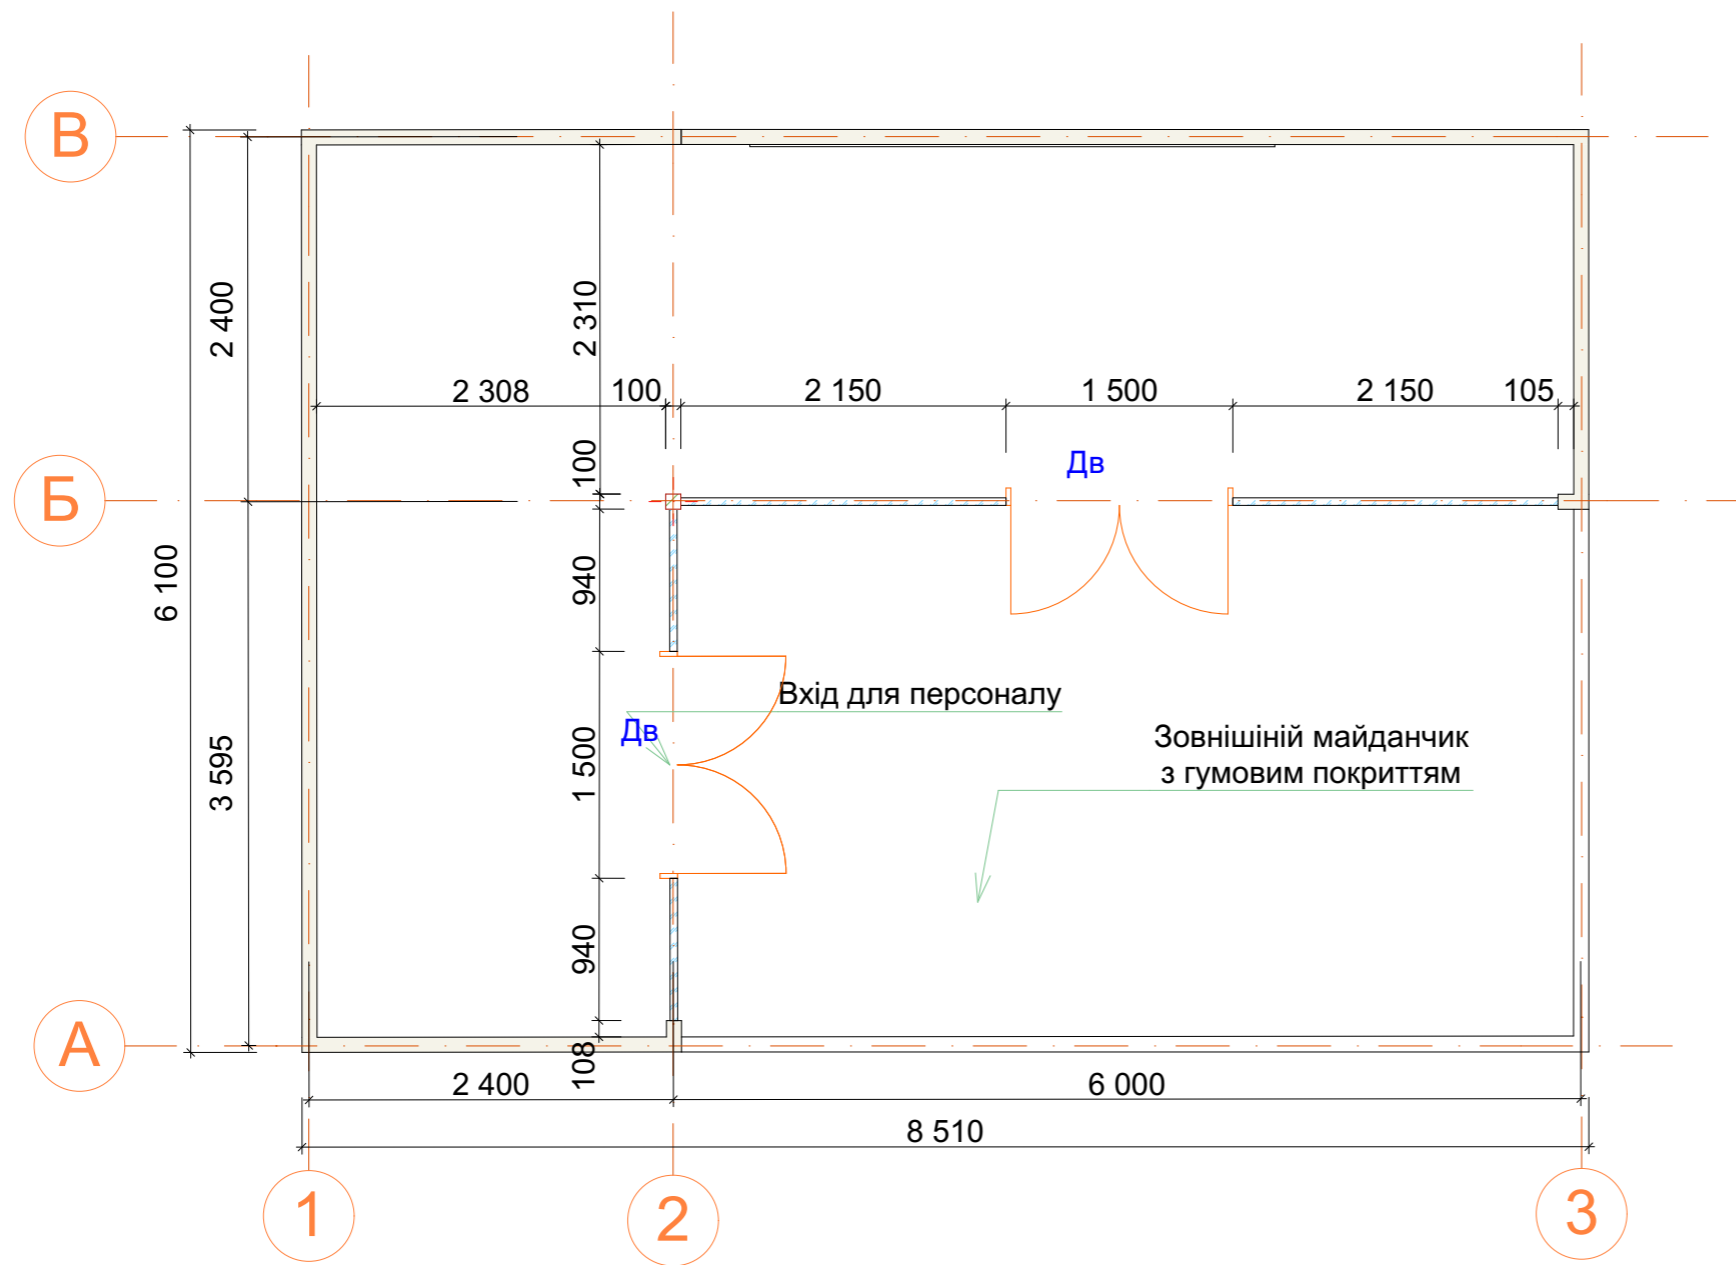 В
2 400
2 310
2 308
100
2 150
1 500
2 150
105
100
Дв
Б
6 100
940
Вхід для персоналу
Дв
Зовнішіній майданчик
з гумовим покриттям
3 595
1 500
940
А
108
2 400
6 000
8 510
1
2
3